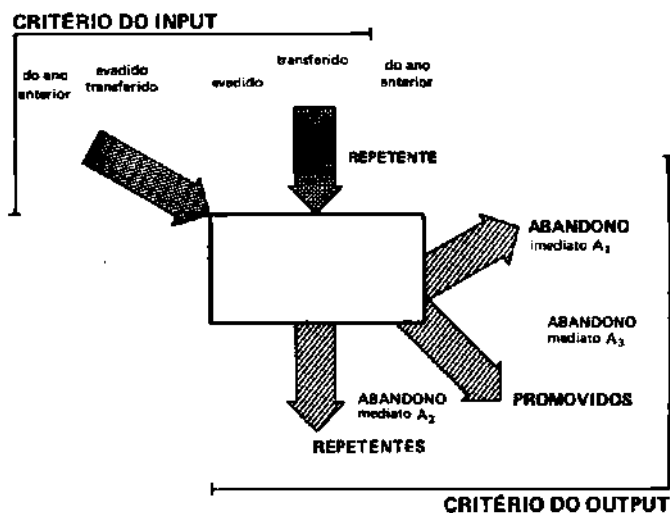 CRITÉRIO DO INPUT
do ano
anterior
evadido
transferido
evadido
transferido
do ano
anterior
REPETENTE
ABANDONO
imediato A₁
ABANDONO
mediato A₃
ABANDONO
mediato A₂
PROMOVIDOS
REPETENTES
CRITÉRIO DO OUTPUT